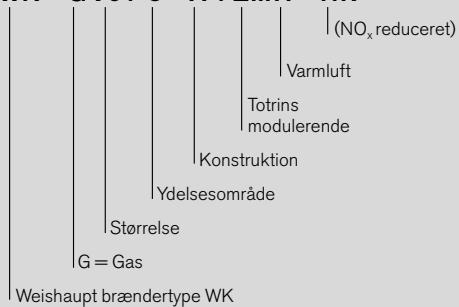 (NOx reduceret)
Varmluft
Totrins
modulerende
Konstruktion
Ydelsesområde
Størrelse
G = Gas
Weishaupt brændertype WK